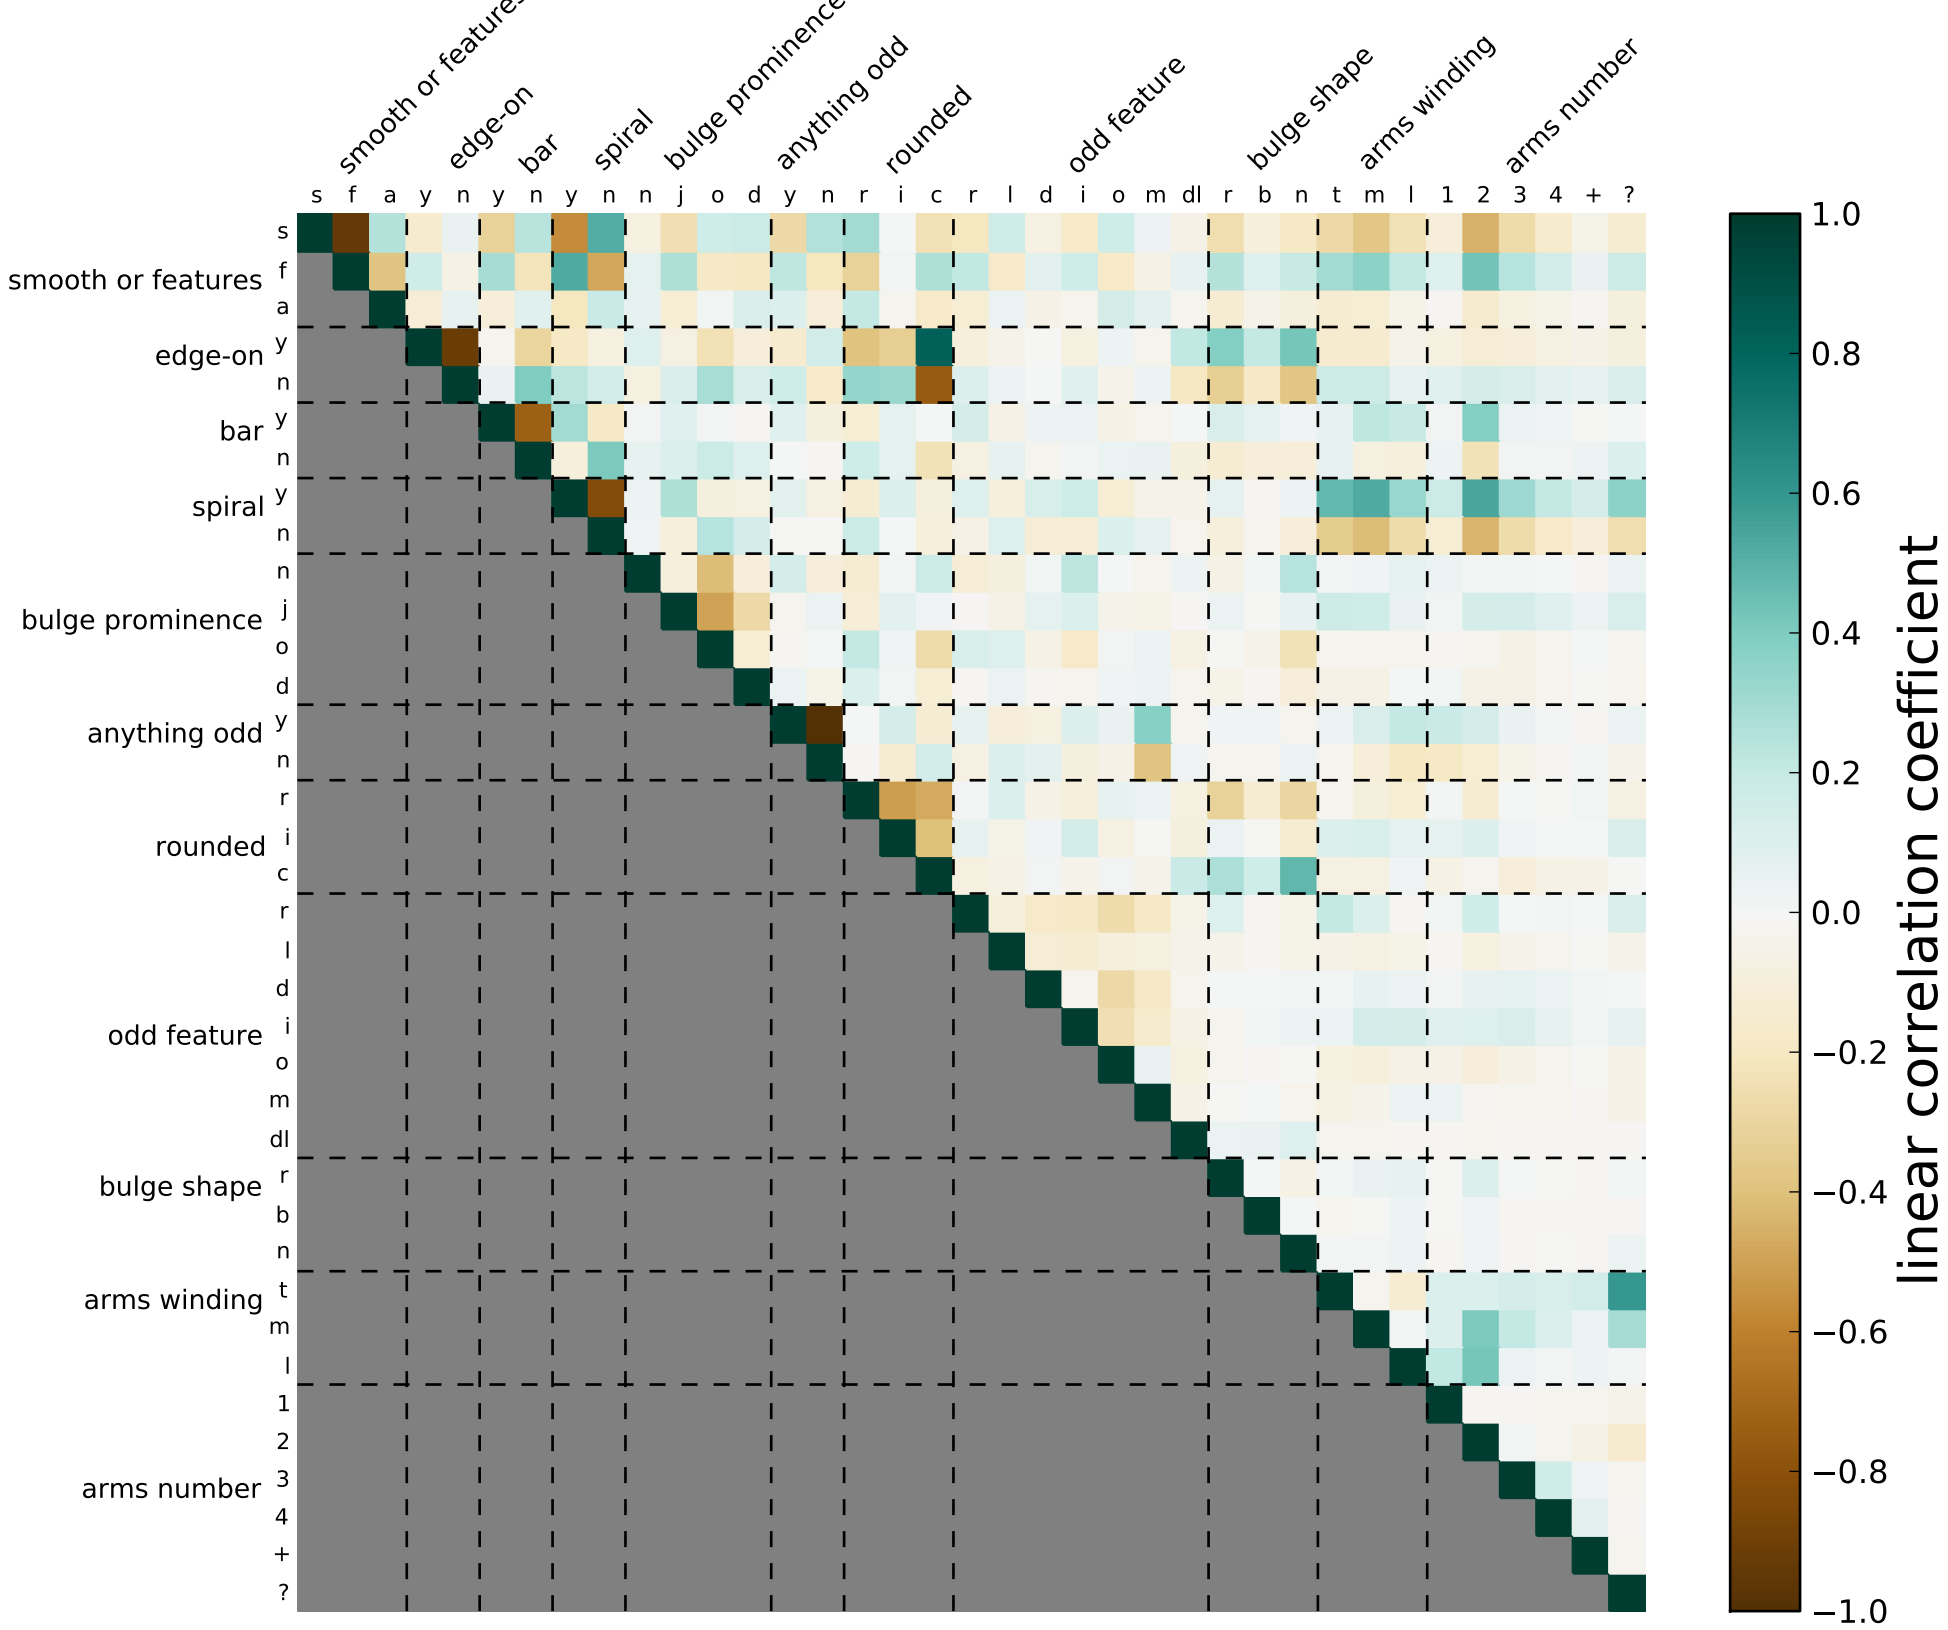 smooth or features
edge-on
bar
spiral
bulge prominence
anything odd
rounded
odd feature
bulge shape
arms winding
arms number
s f a y n y n y n n j o d y n r i c r l d i o m dl r b n t m l 1 2 3 4 + ?
smooth or features
s
f
a
edge-on
y
n
bar
y
n
spiral
y
n
bulge prominence
n
j
o
d
anything odd
y
n
rounded
r
i
c
odd feature
r
l
d
i
o
m
dl
bulge shape
r
b
n
arms winding
t
m
l
arms number
1
2
3
4
+
?
1.0
0.8
0.6
0.4
0.2
0.0
−0.2
−0.4
−0.6
−0.8
−1.0
linear correlation coefficient